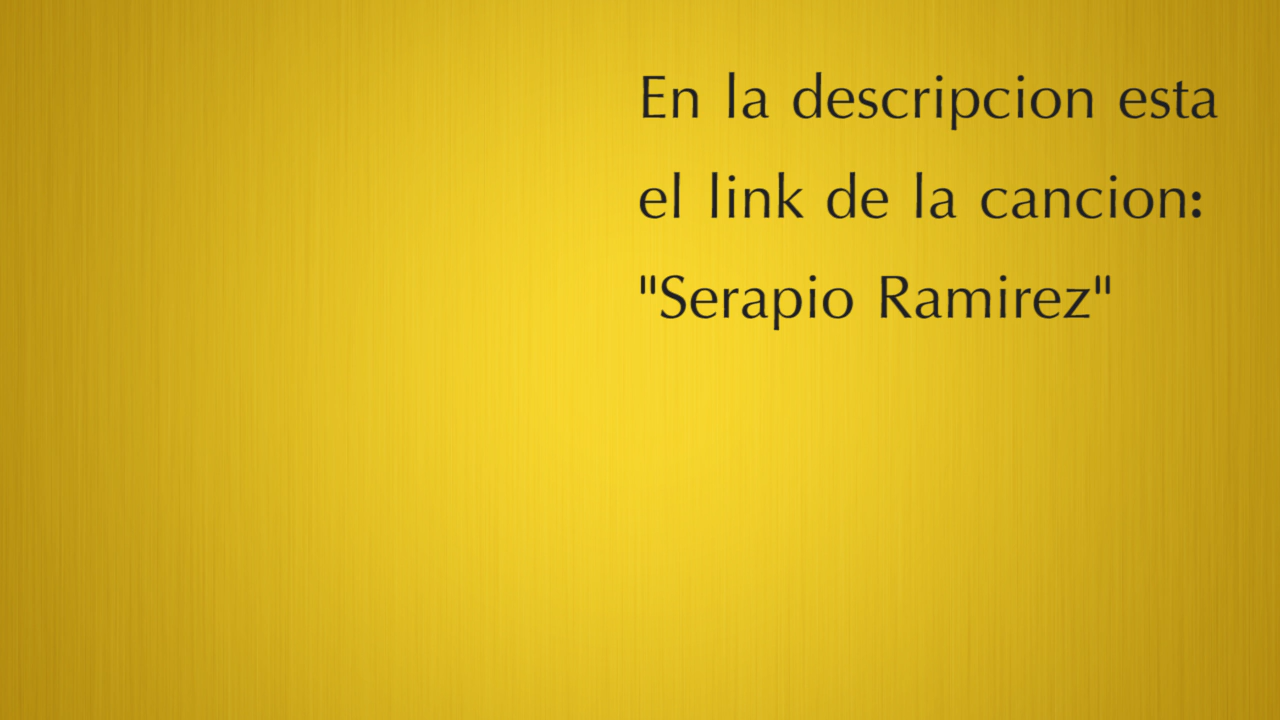 En la descripcion esta
el link de la cancion:
"Serapio Ramirez"